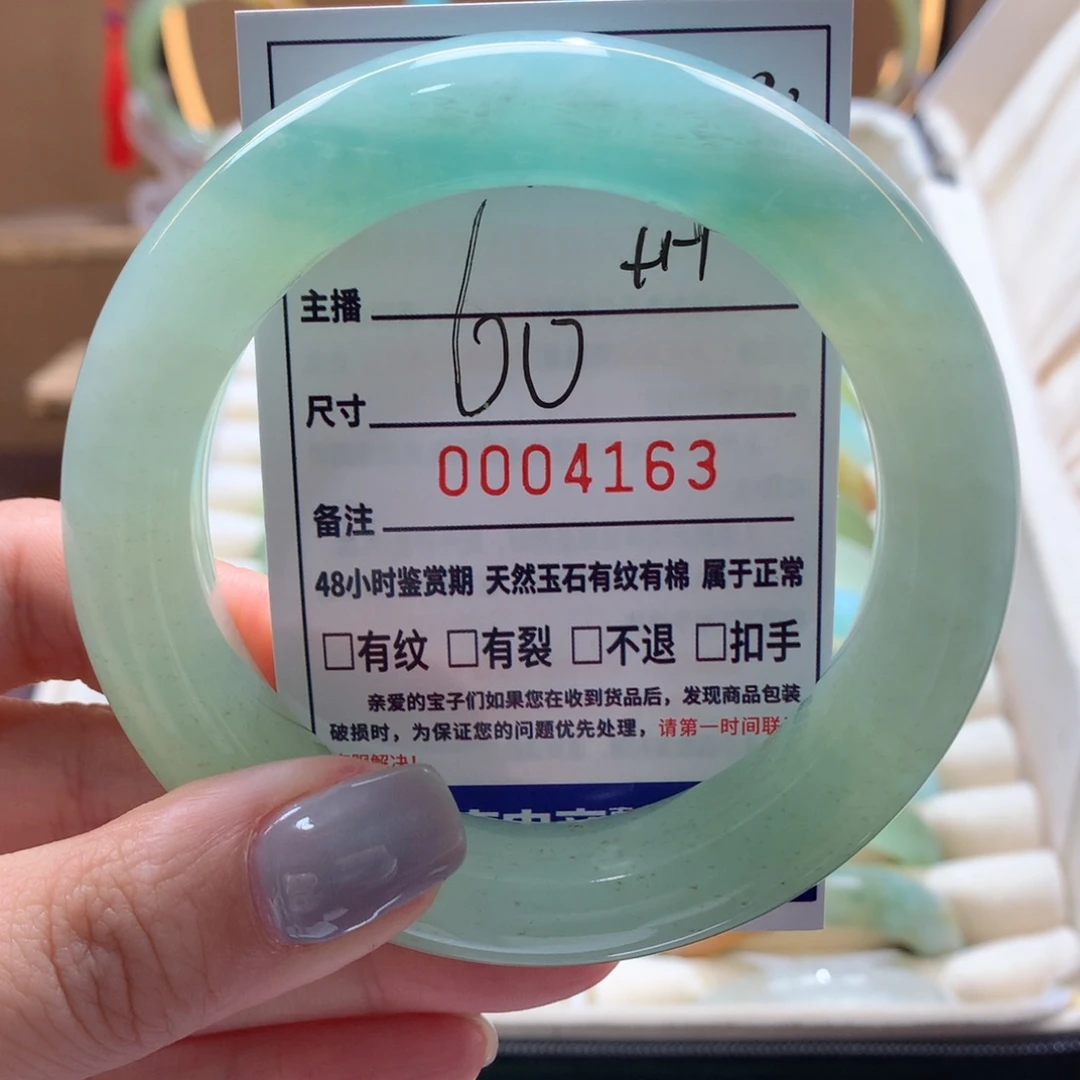 主播
60
尺寸
0004163
备注
48小时鉴赏期 天然玉石有纹有棉 属于正常
□有纹 □有裂 □不退 □扣手
亲爱的宝子们如果您在收到货品后，发现商品包装
破损时，为保证您的问题优先处理，请第一时间联
解决!